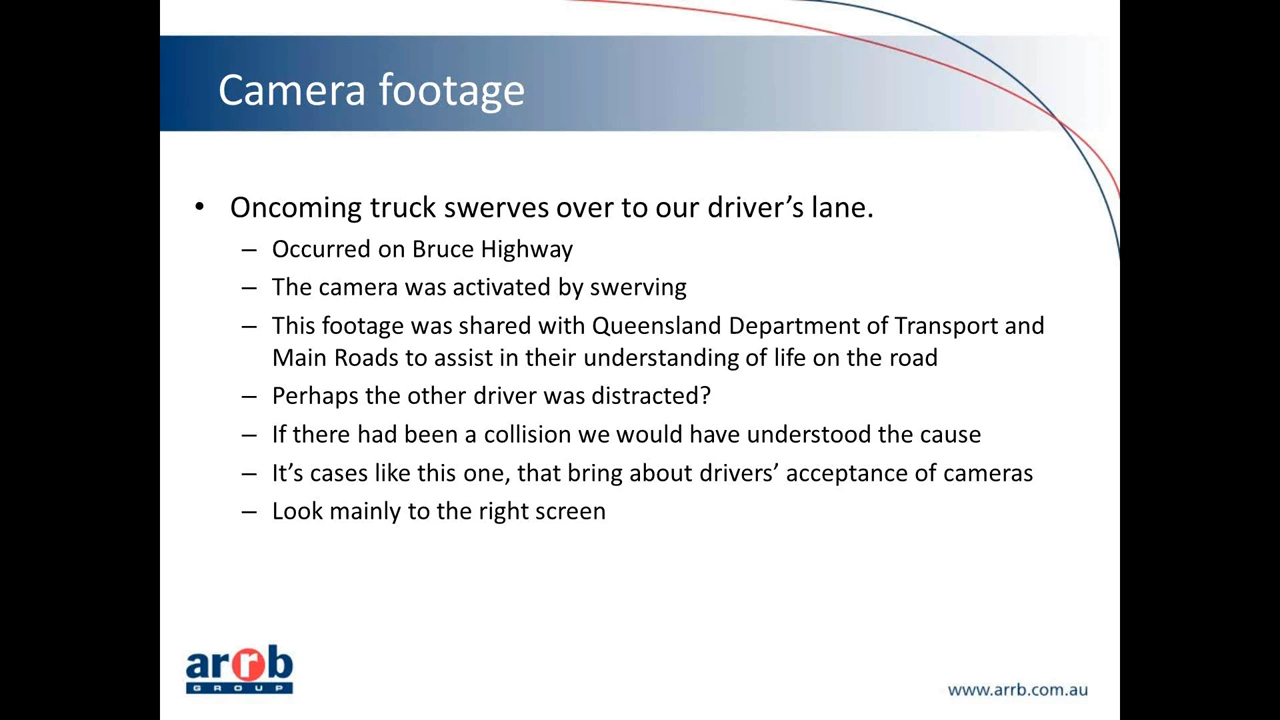 Camera footage
• Oncoming truck swerves over to our driver’s lane.
– Occurred on Bruce Highway
– The camera was activated by swerving
– This footage was shared with Queensland Department of Transport and
Main Roads to assist in their understanding of life on the road
– Perhaps the other driver was distracted?
– If there had been a collision we would have understood the cause
– It’s cases like this one, that bring about drivers’ acceptance of cameras
– Look mainly to the right screen
arrb
GROUP
www.arrb.com.au